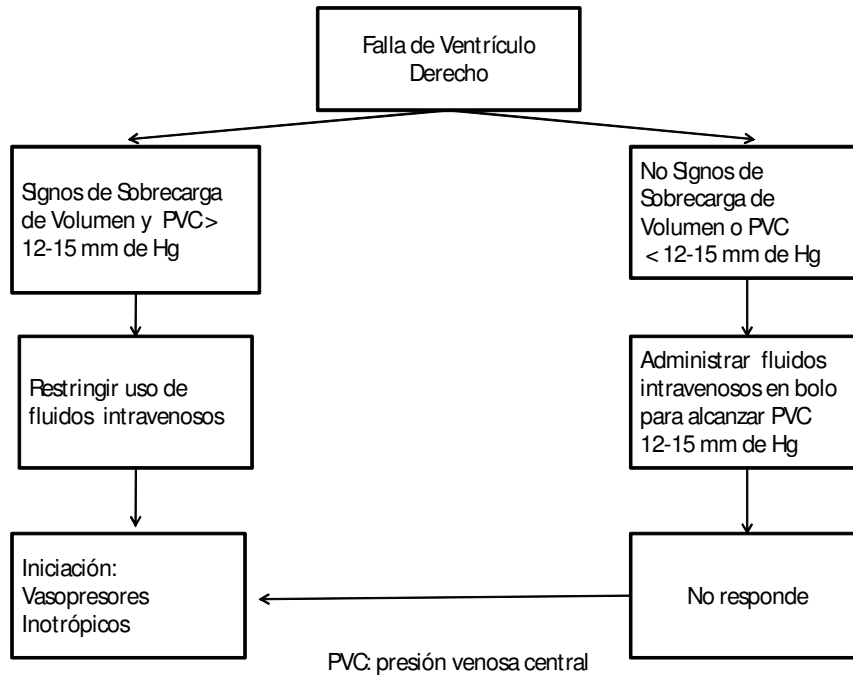 Falla de Ventrículo
Derecho
Signos de Sobrecarga
de Volumen y PVC >
12-15 mm de Hg
No Signos de
Sobrecarga de
Volumen o PVC
< 12-15 mm de Hg
Restringir uso de
fluidos intravenosos
Administrar fluidos
intravenosos en bolo
para alcanzar PVC
12-15 mm de Hg
Iniciación:
Vasopresores
Inotrópicos
No responde
PVC: presión venosa central